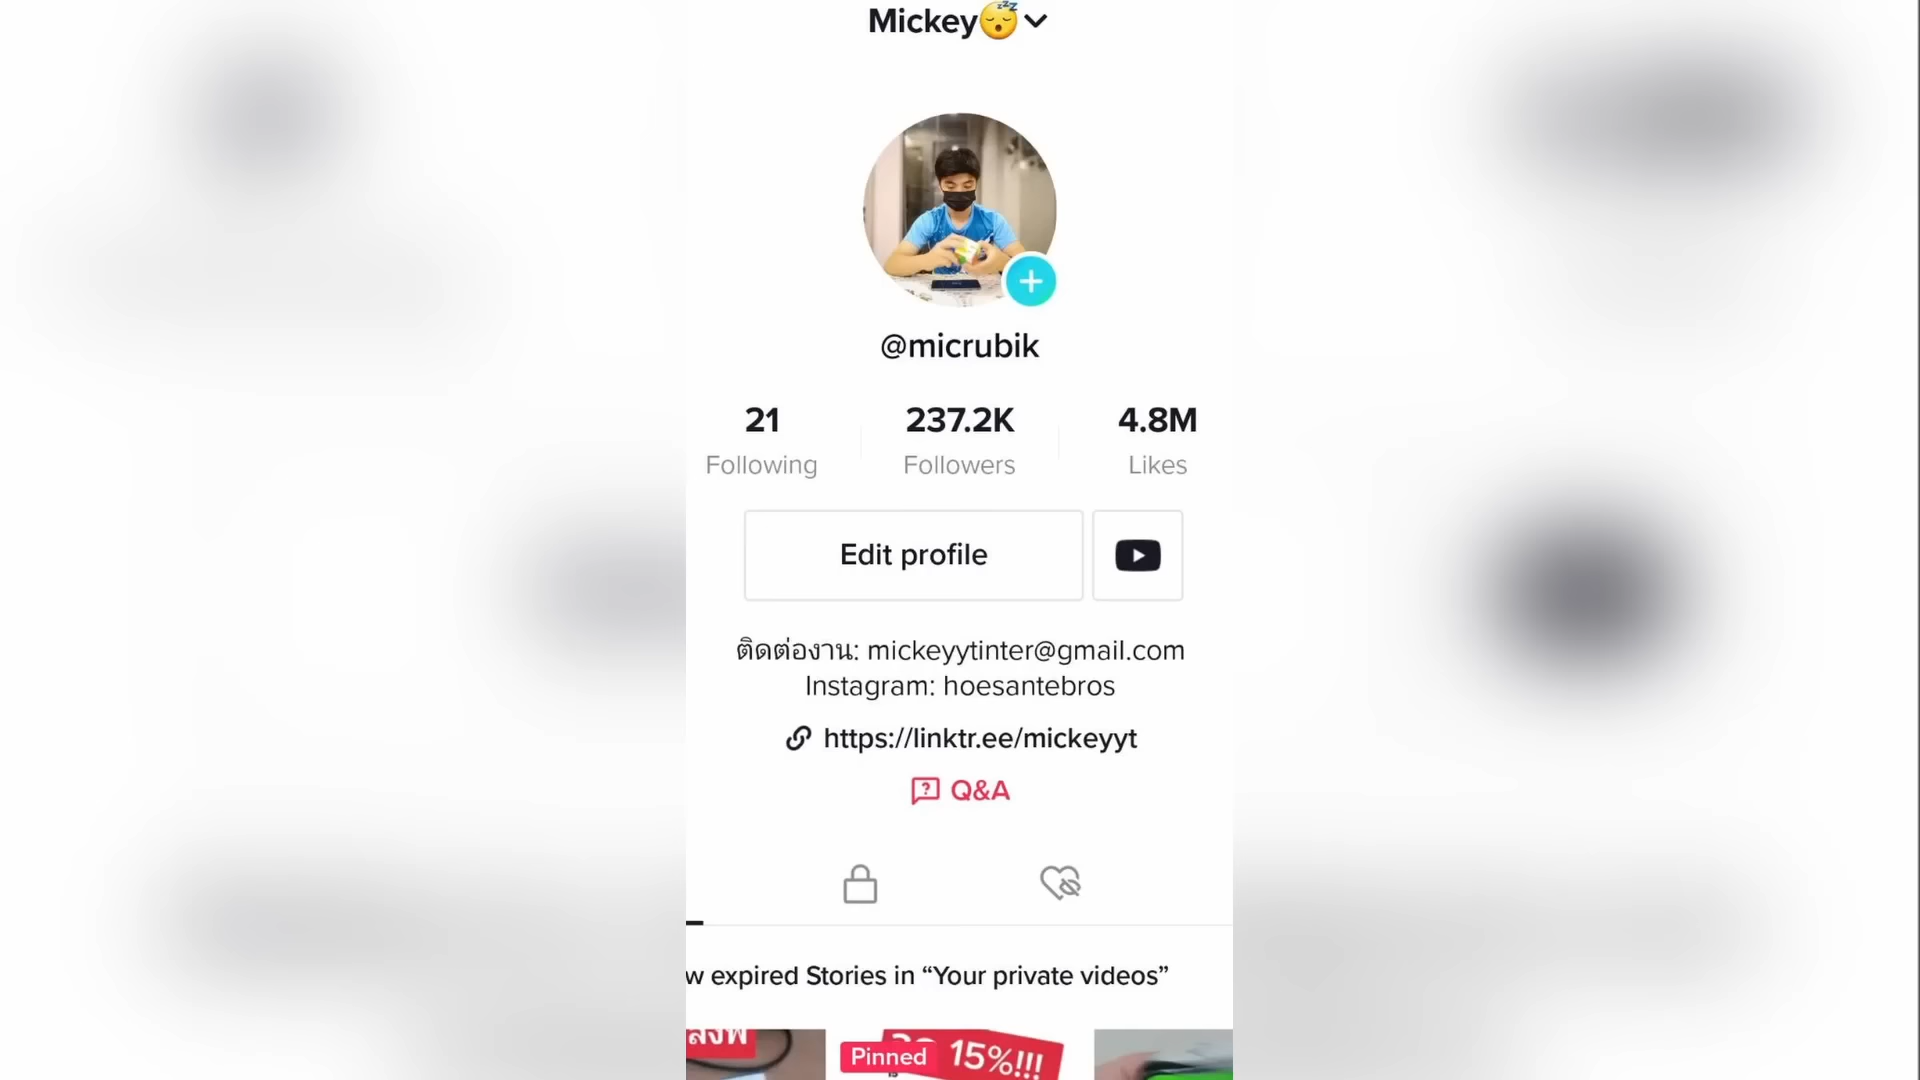 Mickey😴
@micrubik
21 237.2K 4.8M
Following Followers Likes
Edit profile
ติดต่องาน: mickeyytinter@gmail.com
Instagram: hoesantebros
https://linktr.ee/mickeyyt
Q&A
w expired Stories in “Your private videos”
Pinned
15%!!!